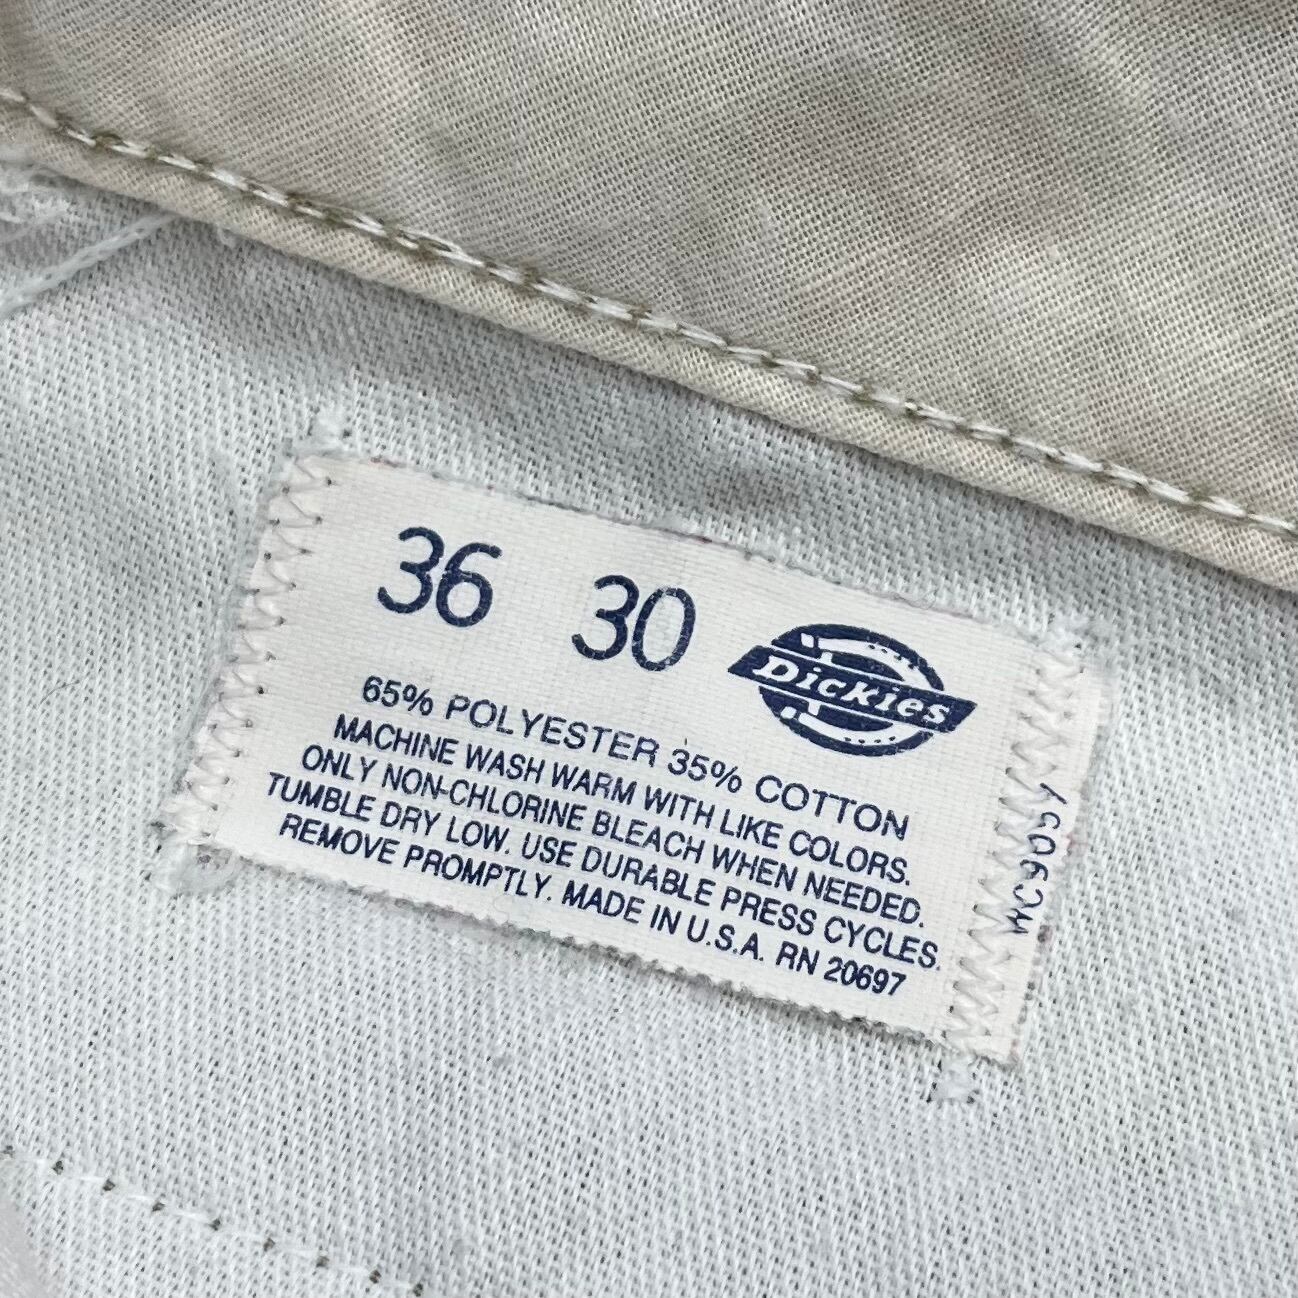 36 30
Dickies
65% POLYESTER 35% COTTON
MACHINE WASH WARM WITH LIKE COLORS.
ONLY NON-CHLORINE BLEACH WHEN NEEDED.
TUMBLE DRY LOW. USE DURABLE PRESS CYCLES.
REMOVE PROMPTLY. MADE IN U.S.A. RN 20697